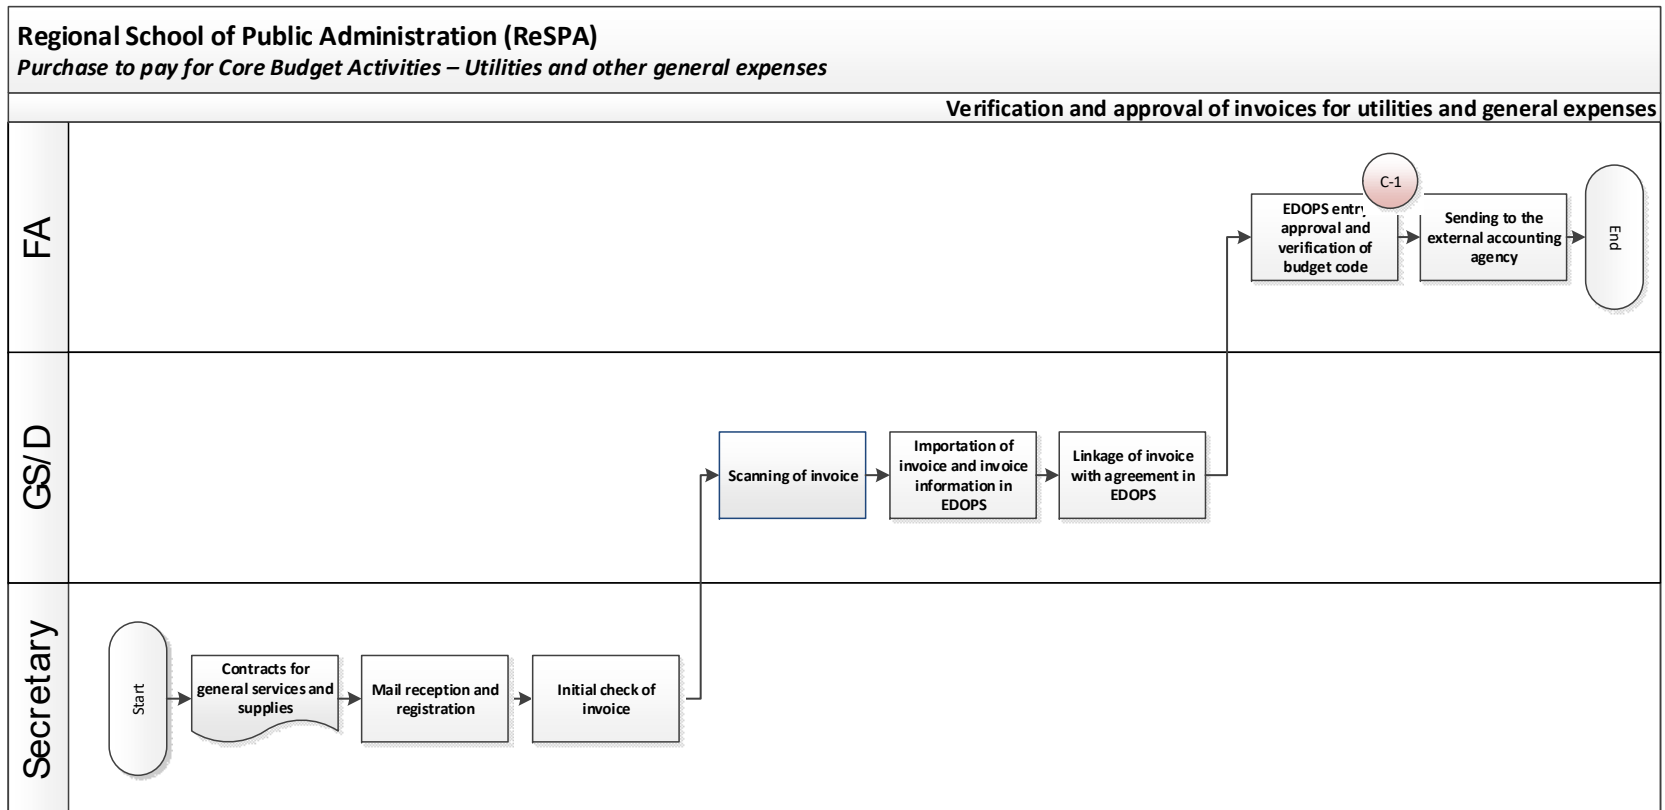 Regional School of Public Administration (ReSPA)
Purchase to pay for Core Budget Activities – Utilities and other general expenses
Verification and approval of invoices for utilities and general expenses
FA
C-1
EDOPS entry
approval and
verification of
budget code
Sending to the
external accounting
agency
End
GS/D
Scanning of invoice
Importation of
invoice and invoice
information in
EDOPS
Linkage of invoice
with agreement in
EDOPS
Secretary
Start
Contracts for
general services and
supplies
Mail reception and
registration
Initial check of
invoice